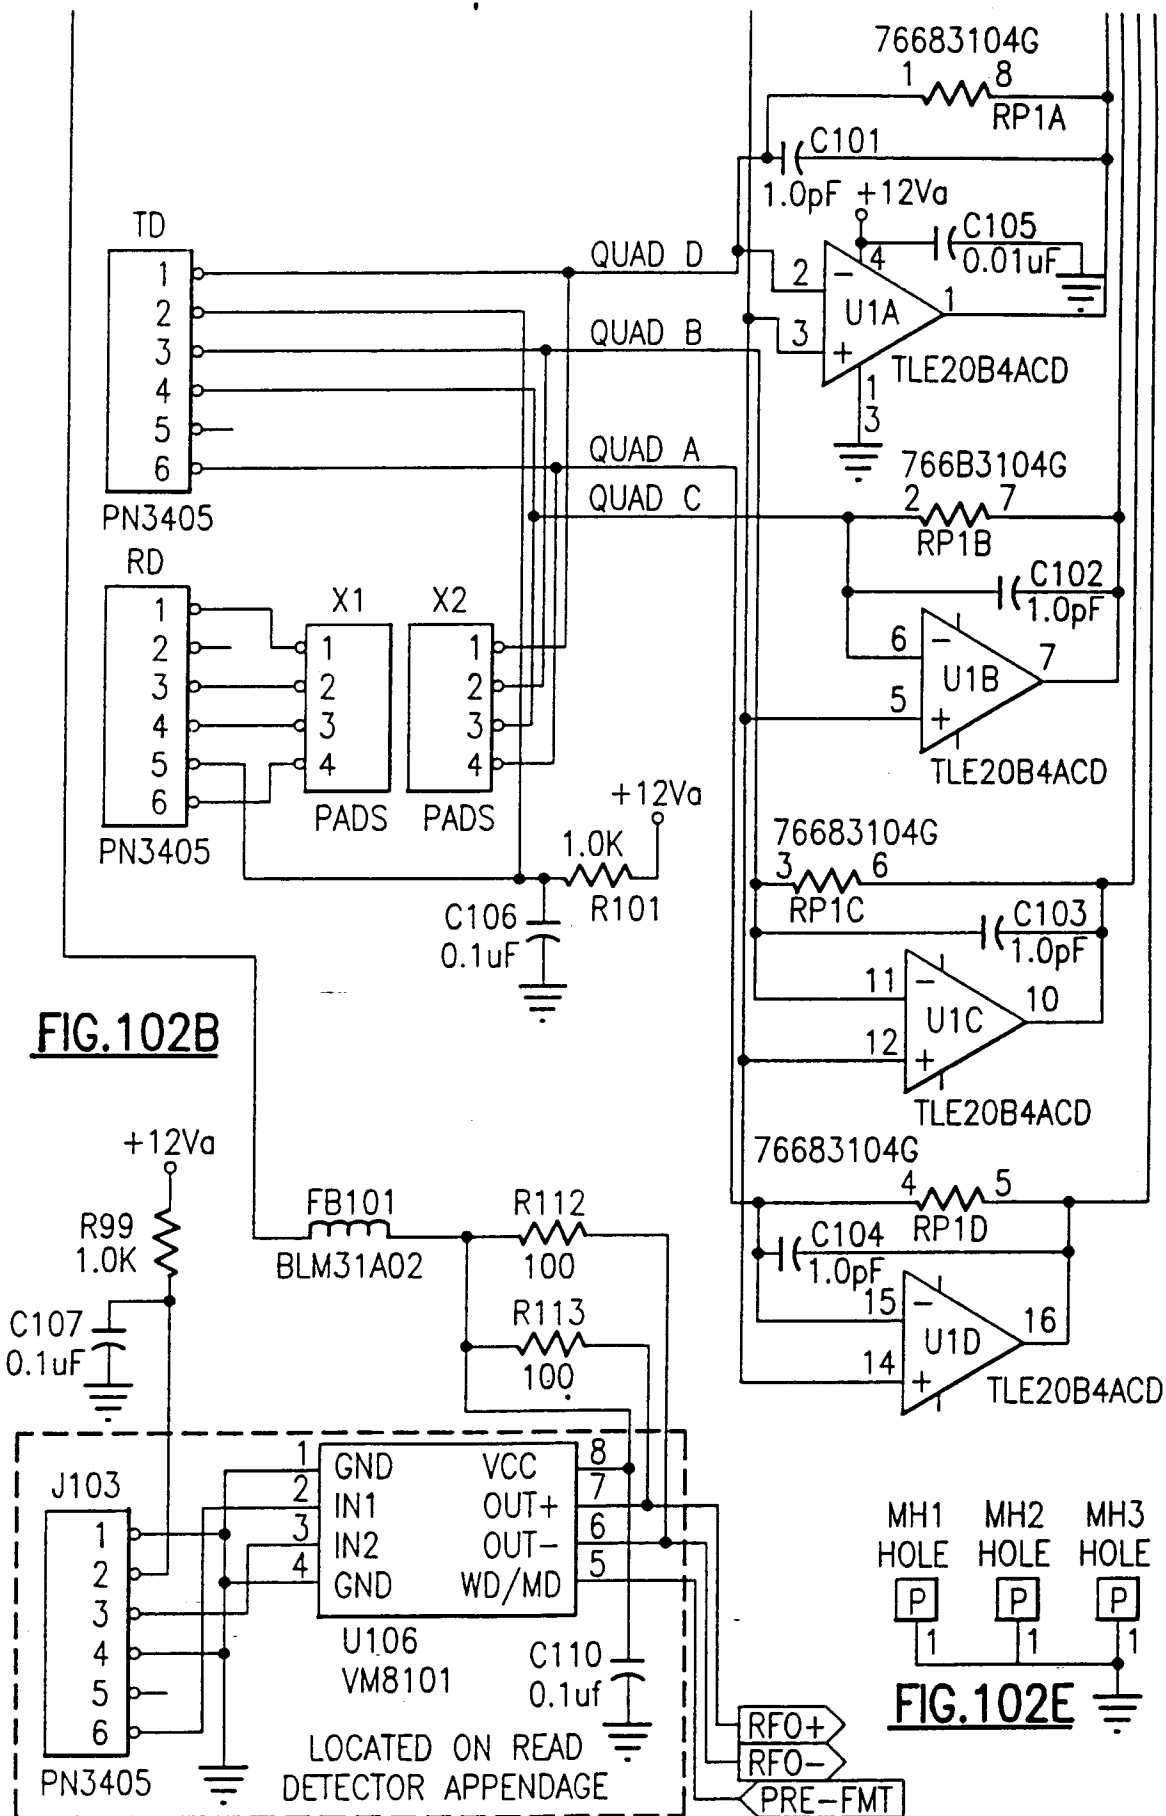 76683104G
1 8
RP1A
C101
1.0pF +12Va
C105
0.01uF
4
2 -
U1A
1
3 +
TLE20B4ACD
1
3
TD
1
2
3
4
5
6
PN3405
QUAD D
QUAD B
QUAD A
QUAD C
766B3104G
2 7
RP1B
C102
1.0pF
6 -
U1B
7
5 +
TLE20B4ACD
RD
1
2
3
4
5
6
PN3405
X1
1
2
3
4
PADS
X2
1
2
3
4
PADS
+12Va
1.0K
R101
C106
0.1uF
76683104G
3 6
RP1C
C103
1.0pF
11 -
U1C
10
12 +
TLE20B4ACD
FIG.102B
+12Va
R99
1.0K
C107
0.1uF
FB101
BLM31A02
R112
100
R113
100
76683104G
4 5
RP1D
C104
1.0pF
15 -
U1D
16
14 +
TLE20B4ACD
J103
1
2
3
4
5
6
PN3405
1 GND VCC 8
2 IN1 OUT+ 7
3 IN2 OUT- 6
4 GND WD/MD 5
U106
VM8101
C110
0.1uf
LOCATED ON READ
DETECTOR APPENDAGE
RFO+
RFO-
PRE-FMT
MH1 MH2 MH3
HOLE HOLE HOLE
P P P
1 1 1
FIG.102E